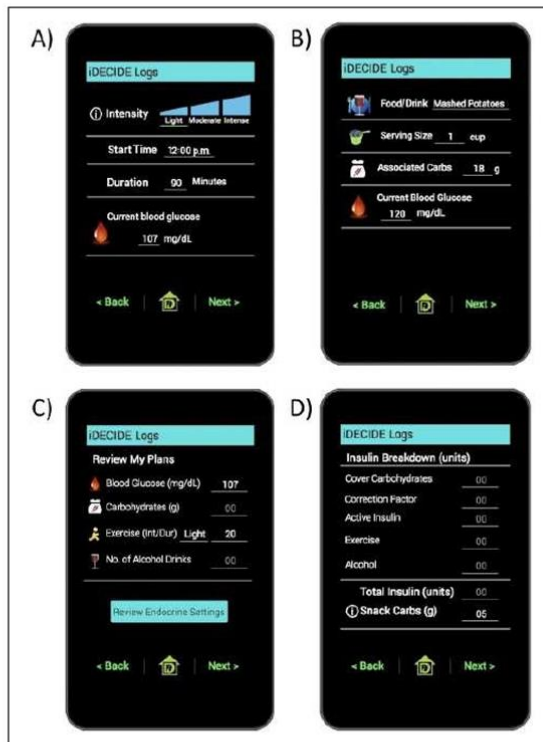 A)
iDECIDE Logs
Intensity
Light Moderate Intense
Start Time 12:00 p.m.
Duration 90 Minutes
Current blood glucose
107 mg/dL
< Back Next >
B)
iDECIDE Logs
Food/Drink Mashed Potatoes
Serving Size 1 cup
Associated Carbs 18 g
Current Blood Glucose
120 mg/dL
< Back Next >
C)
iDECIDE Logs
Review My Plans
Blood Glucose (mg/dL) 107
Carbohydrates (g) 00
Exercise (Int/Dur) Light 20
No. of Alcohol Drinks 00
Review Endocrine Settings
< Back Next >
D)
iDECIDE Logs
Insulin Breakdown (units)
Cover Carbohydrates 00
Correction Factor 00
Active Insulin 00
Exercise 00
Alcohol 00
Total Insulin (units) 00
Snack Carbs (g) 05
< Back Next >